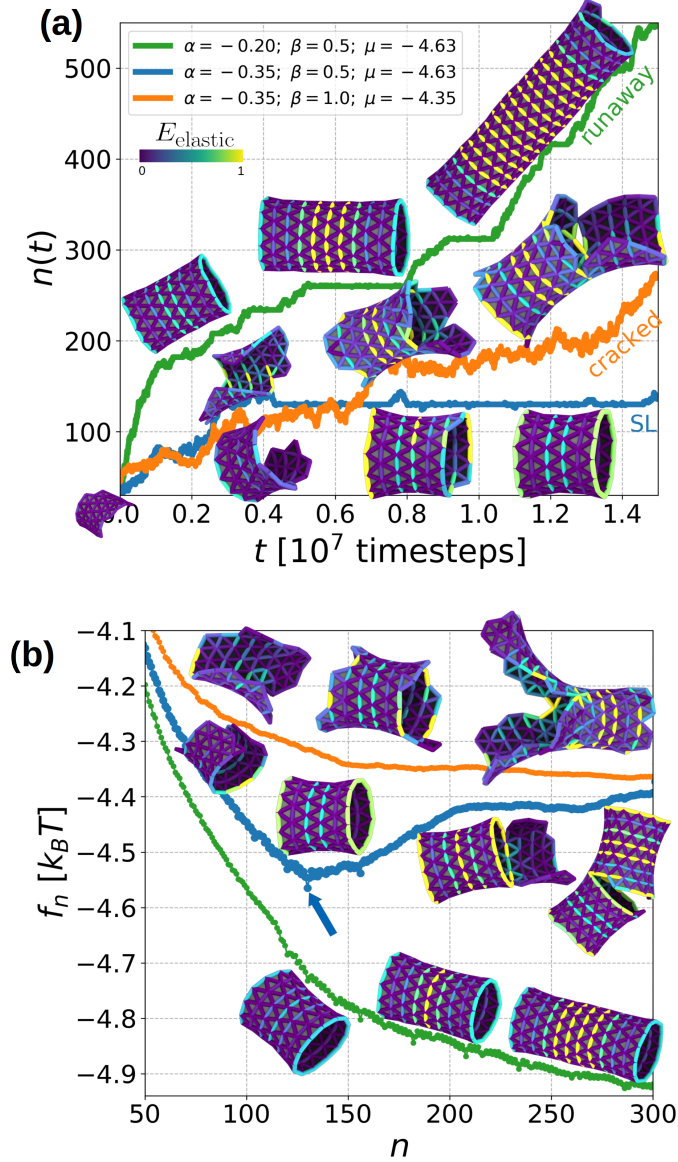 (a)
α = −0.20; β = 0.5; μ = −4.63
α = −0.35; β = 0.5; μ = −4.63
α = −0.35; β = 1.0; μ = −4.35
E_elastic
0 1
runaway
cracked
SL
n(t)
500
400
300
200
100
0.0 0.2 0.4 0.6 0.8 1.0 1.2 1.4
t [10⁷ timesteps]
(b)
f_n [k_BT]
−4.1
−4.2
−4.3
−4.4
−4.5
−4.6
−4.7
−4.8
−4.9
50 100 150 200 250 300
n